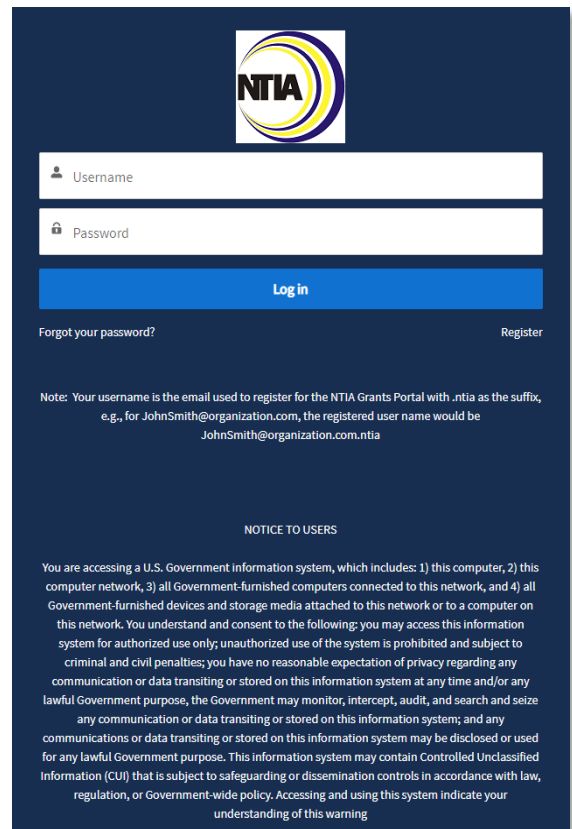 NTIA
Username
Password
Log in
Forgot your password?
Register
Note:  Your username is the email used to register for the NTIA Grants Portal with .ntia as the suffix,
e.g., for JohnSmith@organization.com, the registered user name would be
JohnSmith@organization.com.ntia
NOTICE TO USERS
You are accessing a U.S. Government information system, which includes: 1) this computer, 2) this
computer network, 3) all Government-furnished computers connected to this network, and 4) all
Government-furnished devices and storage media attached to this network or to a computer on
this network. You understand and consent to the following: you may access this information
system for authorized use only; unauthorized use of the system is prohibited and subject to
criminal and civil penalties; you have no reasonable expectation of privacy regarding any
communication or data transiting or stored on this information system at any time and/or any
lawful Government purpose, the Government may monitor, intercept, audit, and search and seize
any communication or data transiting or stored on this information system; and any
communications or data transiting or stored on this information system may be disclosed or used
for any lawful Government purpose. This information system may contain Controlled Unclassified
Information (CUI) that is subject to safeguarding or dissemination controls in accordance with law,
regulation, or Government-wide policy. Accessing and using this system indicate your
understanding of this warning